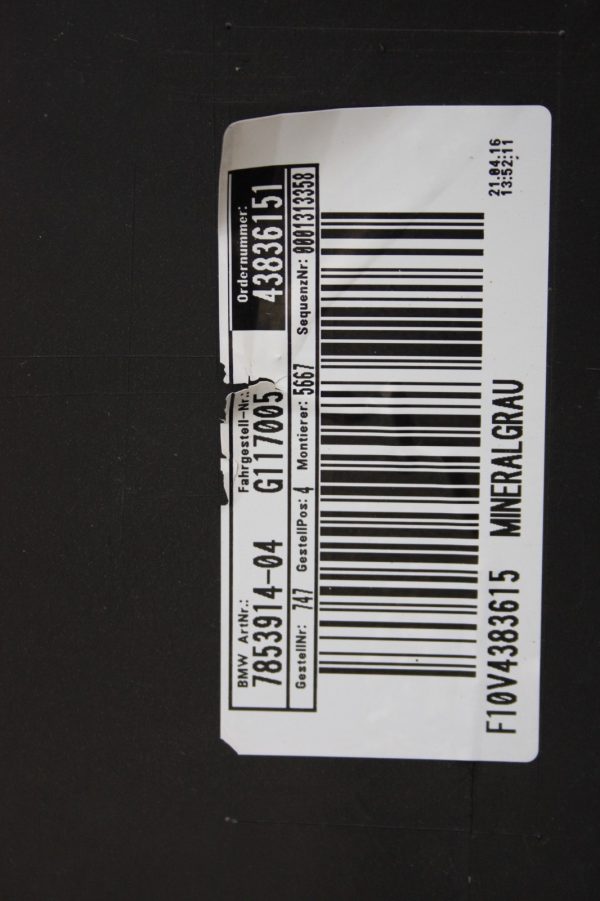 BMW ArtNr.: Fahrgestell-Nr.: Ordernummer:
7853914-04 G117005 43836151
GestellNr: 747 GestellPos: 4 Montierer: 5667 SequenzNr: 0001313358
21.04.16
13:52:11
F10V4383615 MINERALGRAU